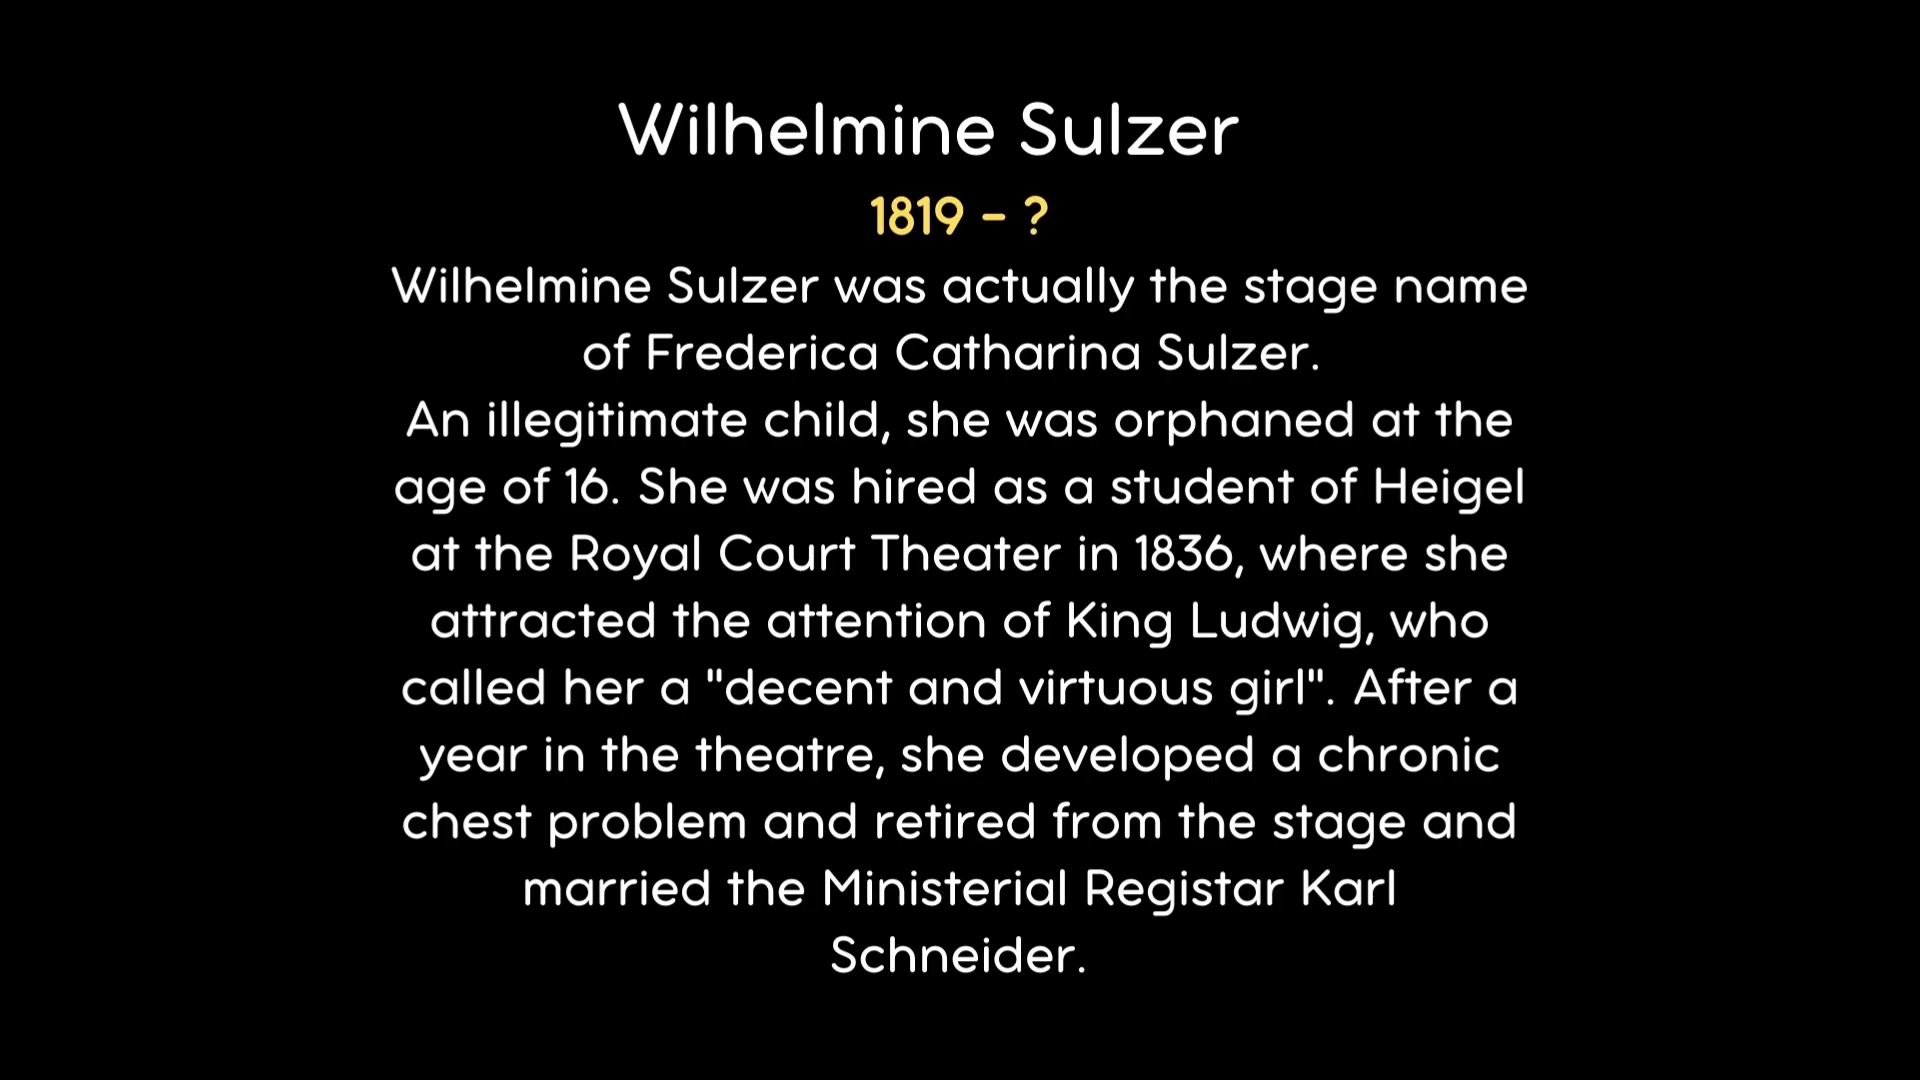 Wilhelmine Sulzer
1819 - ?
Wilhelmine Sulzer was actually the stage name
of Frederica Catharina Sulzer.
An illegitimate child, she was orphaned at the
age of 16. She was hired as a student of Heigel
at the Royal Court Theater in 1836, where she
attracted the attention of King Ludwig, who
called her a "decent and virtuous girl". After a
year in the theatre, she developed a chronic
chest problem and retired from the stage and
married the Ministerial Registar Karl
Schneider.